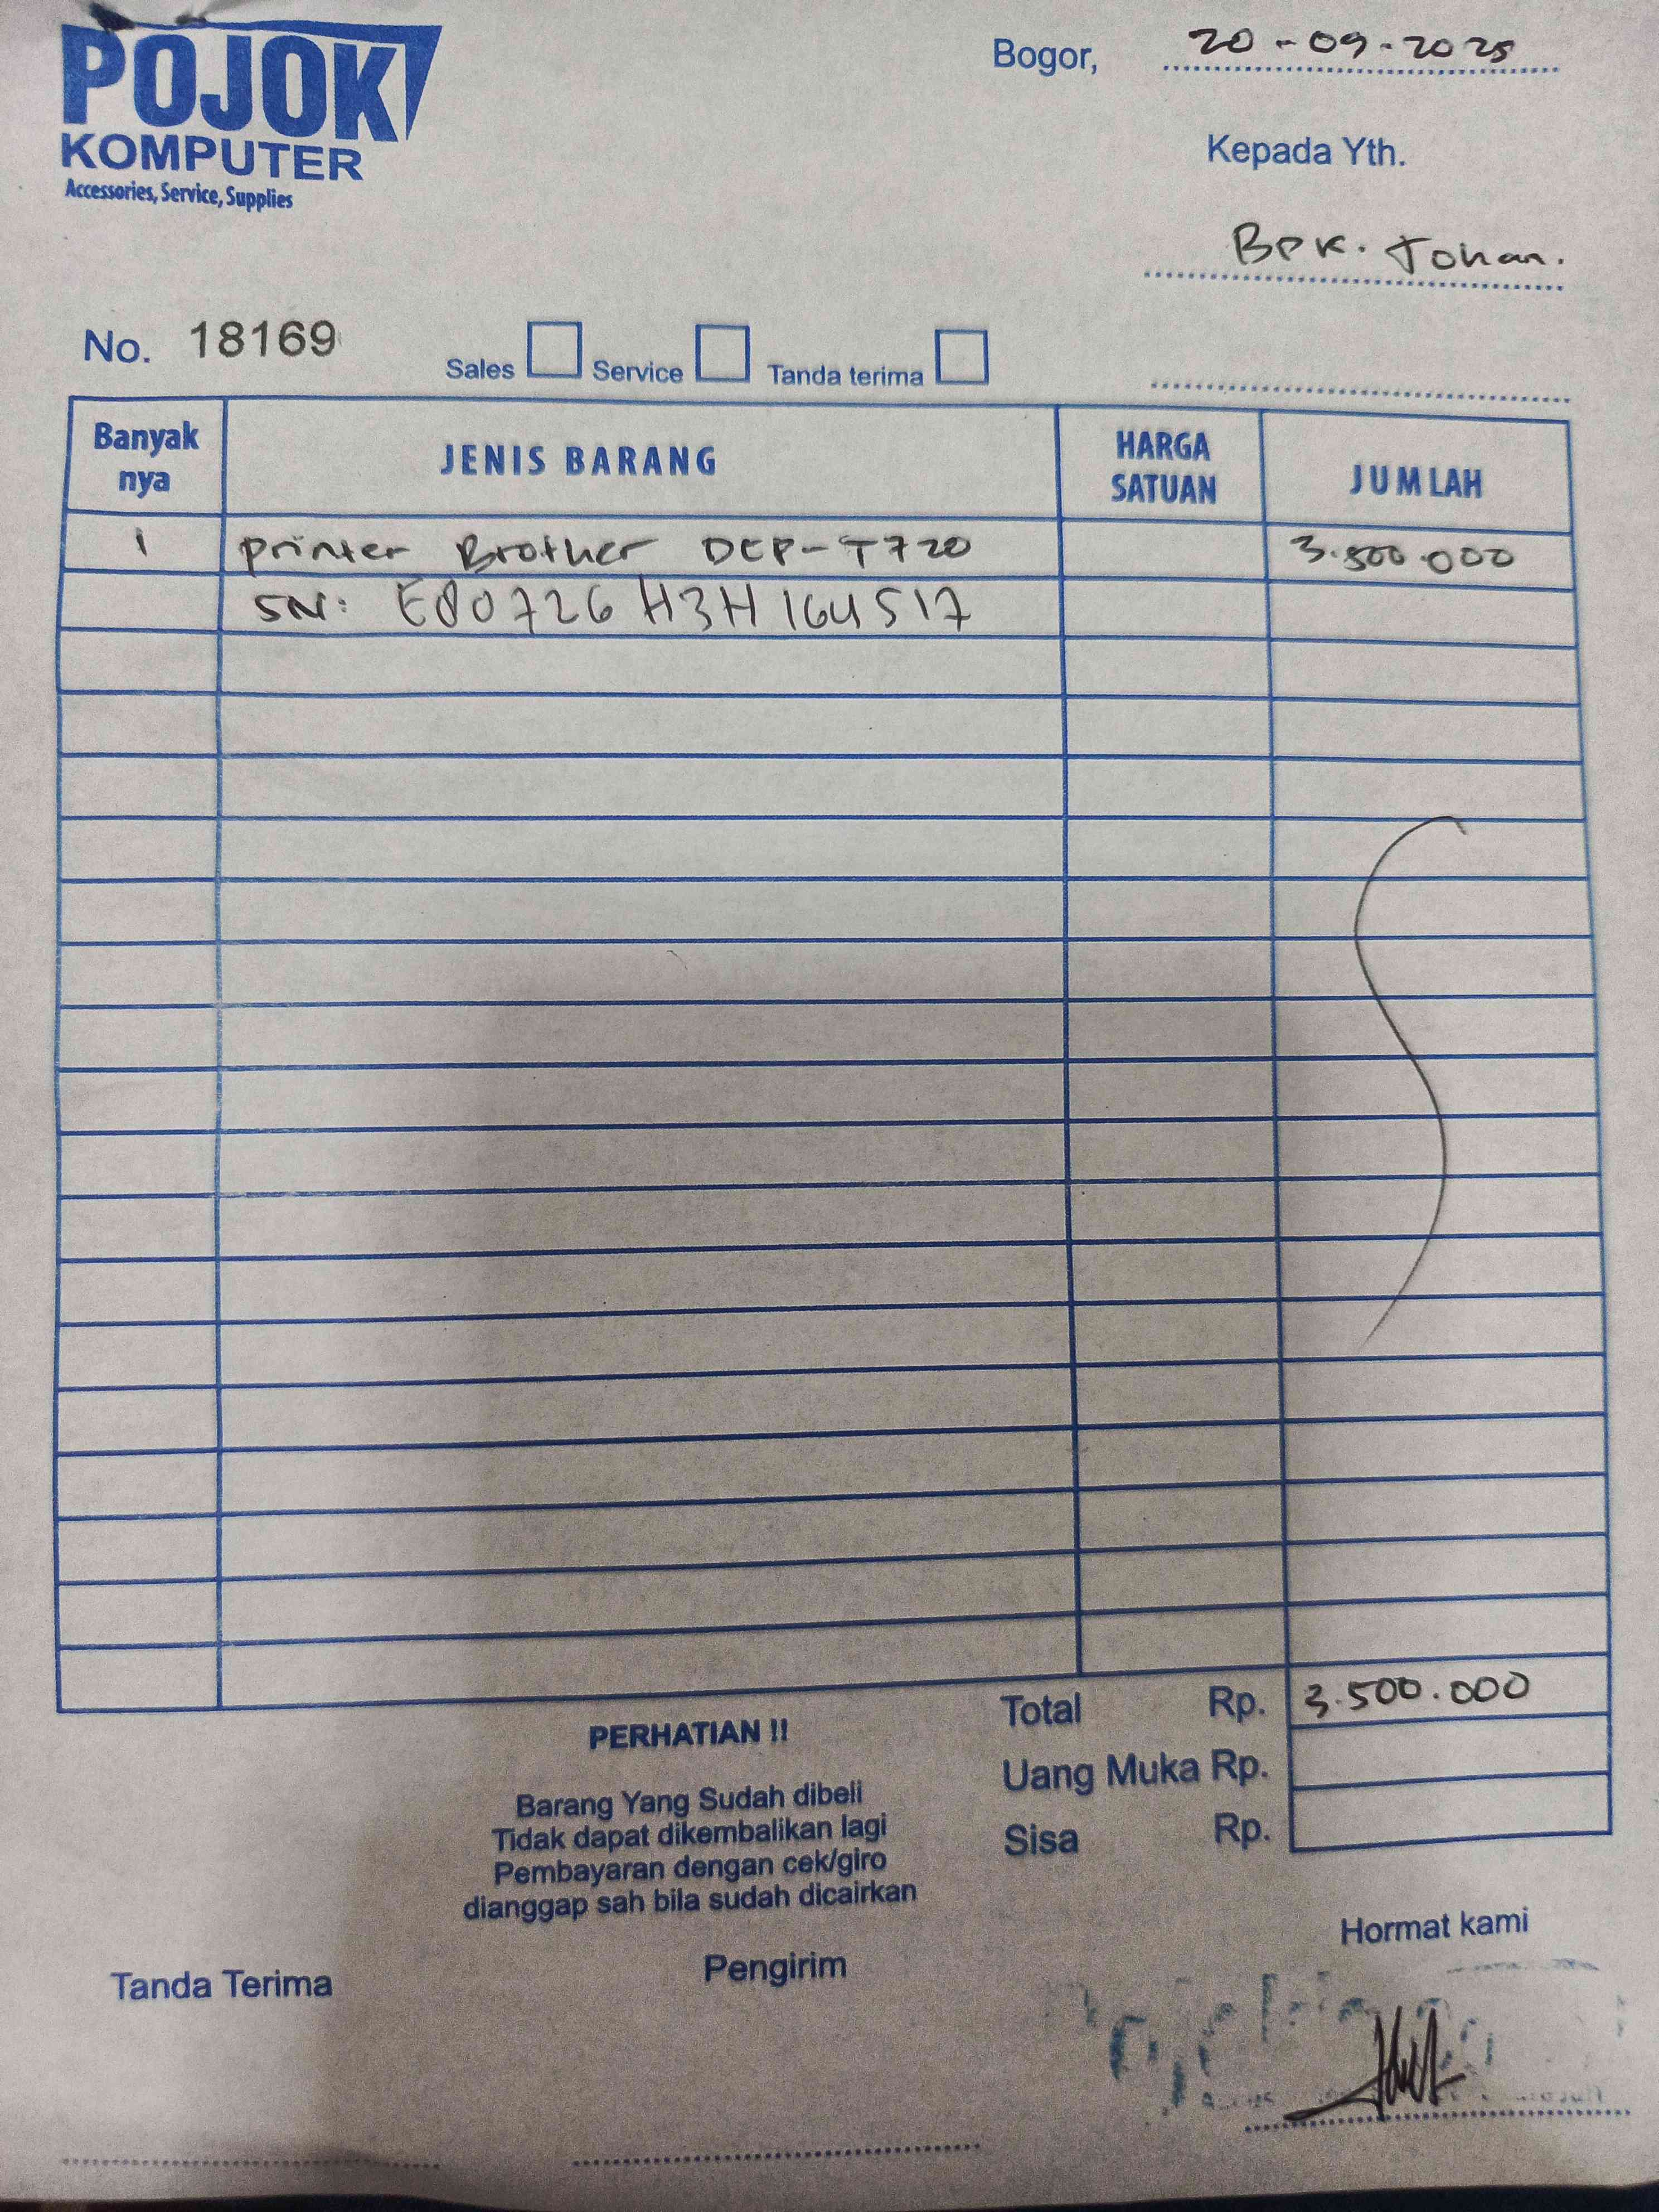 POJOK
KOMPUTER
Accessories, Service, Supplies
Bogor, 20-09-2025
Kepada Yth.
BPK. Johan.
No. 18169
Sales Service Tanda terima
Banyak nya JENIS BARANG HARGA SATUAN JUMLAH
1 printer Brother DCP-T720 3.500.000
SN: E80726H3H164517
Total Rp. 3.500.000
Uang Muka Rp.
Sisa Rp.
PERHATIAN !!
Barang Yang Sudah dibeli
Tidak dapat dikembalikan lagi
Pembayaran dengan cek/giro
dianggap sah bila sudah dicairkan
Tanda Terima Pengirim Hormat kami